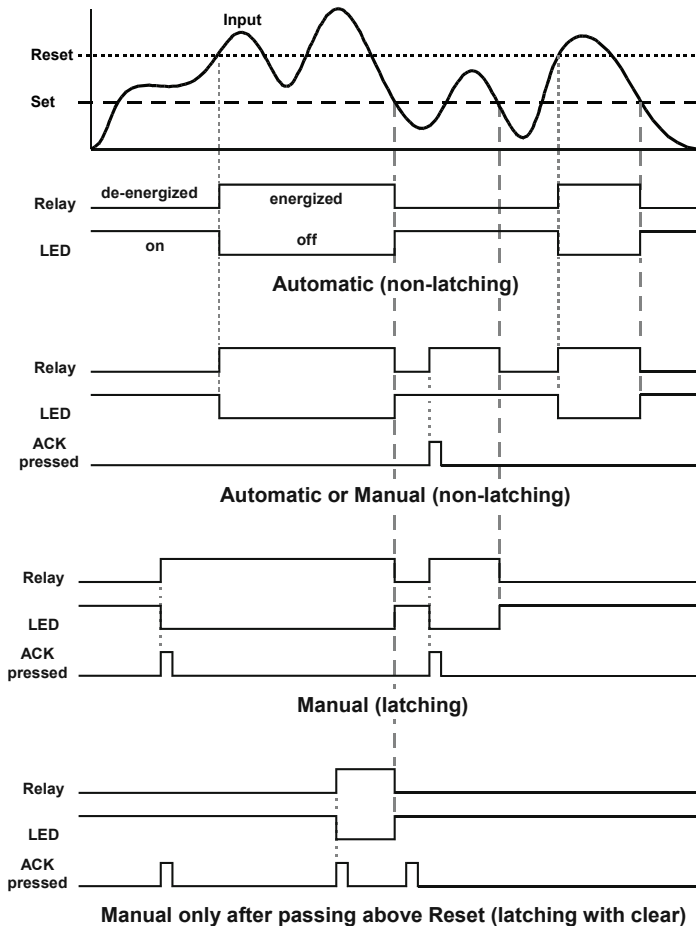 Input
Reset
Set
de-energized
energized
Relay
on
off
LED
Automatic (non-latching)
Relay
LED
ACK
pressed
Automatic or Manual (non-latching)
Relay
LED
ACK
pressed
Manual (latching)
Relay
LED
ACK
pressed
Manual only after passing above Reset (latching with clear)